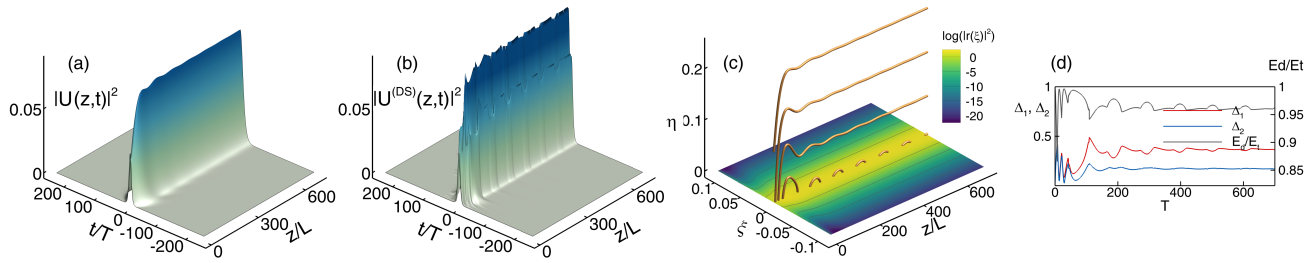 (a)
|U(z,t)|²
0.05
0
200
100
0
-100
-200
t/T
0
300
600
z/L
(b)
|U⁽ᴰˢ⁾(z,t)|²
0.05
0
200
100
0
-100
-200
t/T
0
300
600
z/L
(c)
log(|r(ξ)|²)
0
-5
-10
-15
-20
0.2
0.1
η
0
0.1
0.05
0
-0.05
-0.1
ξ
0
200
400
600
z/L
(d)
Ed/Et
1
Δ₁, Δ₂
0.5
0
1
0.95
0.9
0.85
Δ₁
Δ₂
E_d/E_t
0
200
400
600
T